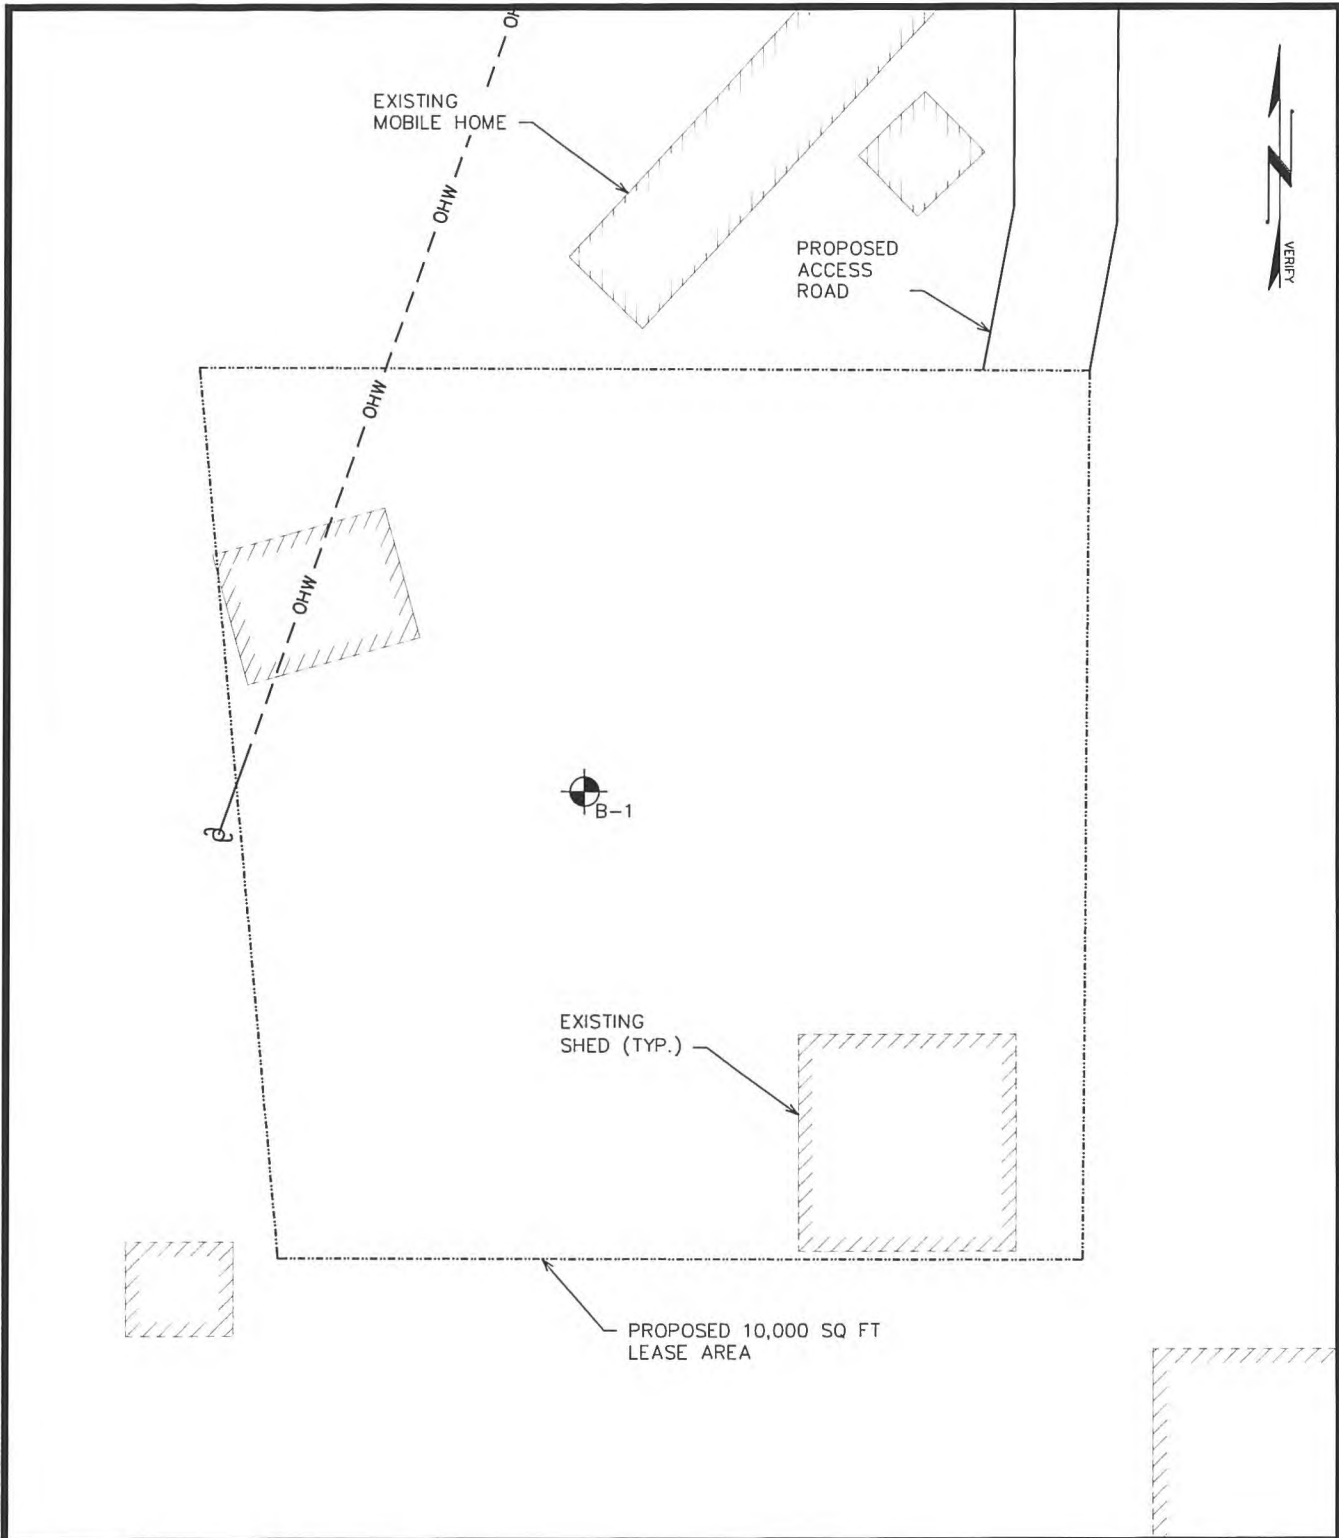 OH
EXISTING
MOBILE HOME
OHW
VERIFY
PROPOSED
ACCESS
ROAD
OHW
OHW
B-1
EXISTING
SHED (TYP.)
PROPOSED 10,000 SQ FT
LEASE AREA